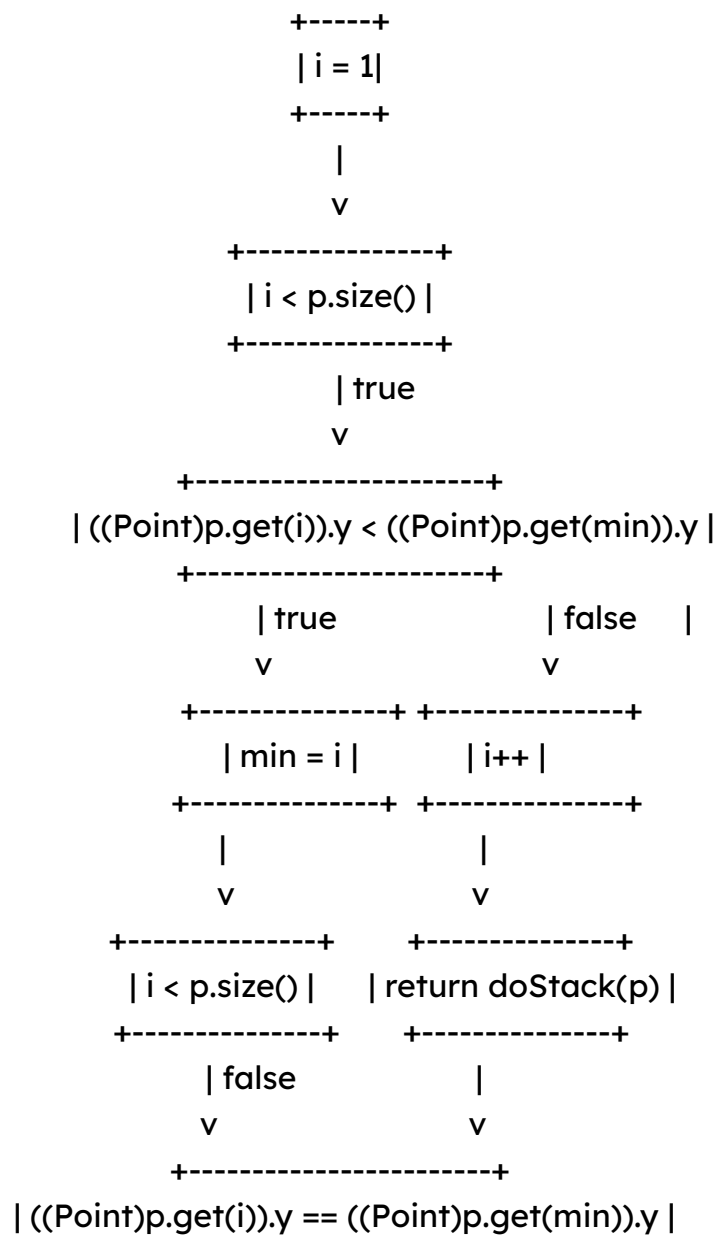 +-----+
| i = 1|
+-----+
|
v
+---------------+
| i < p.size() |
+---------------+
| true
v
+-----------------------+
| ((Point)p.get(i)).y < ((Point)p.get(min)).y |
+-----------------------+
| true | false |
v v
+---------------+ +---------------+
| min = i | | i++ |
+---------------+ +---------------+
| |
v v
+---------------+ +---------------+
| i < p.size() | | return doStack(p) |
+---------------+ +---------------+
| false |
v v
+-----------------------+
| ((Point)p.get(i)).y == ((Point)p.get(min)).y |